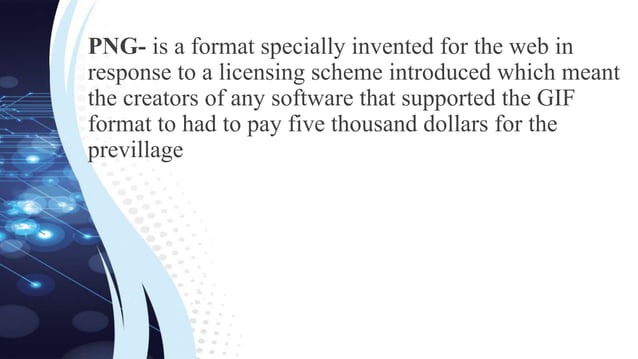 PNG- is a format specially invented for the web in
response to a licensing scheme introduced which meant
the creators of any software that supported the GIF
format to had to pay five thousand dollars for the
previllage